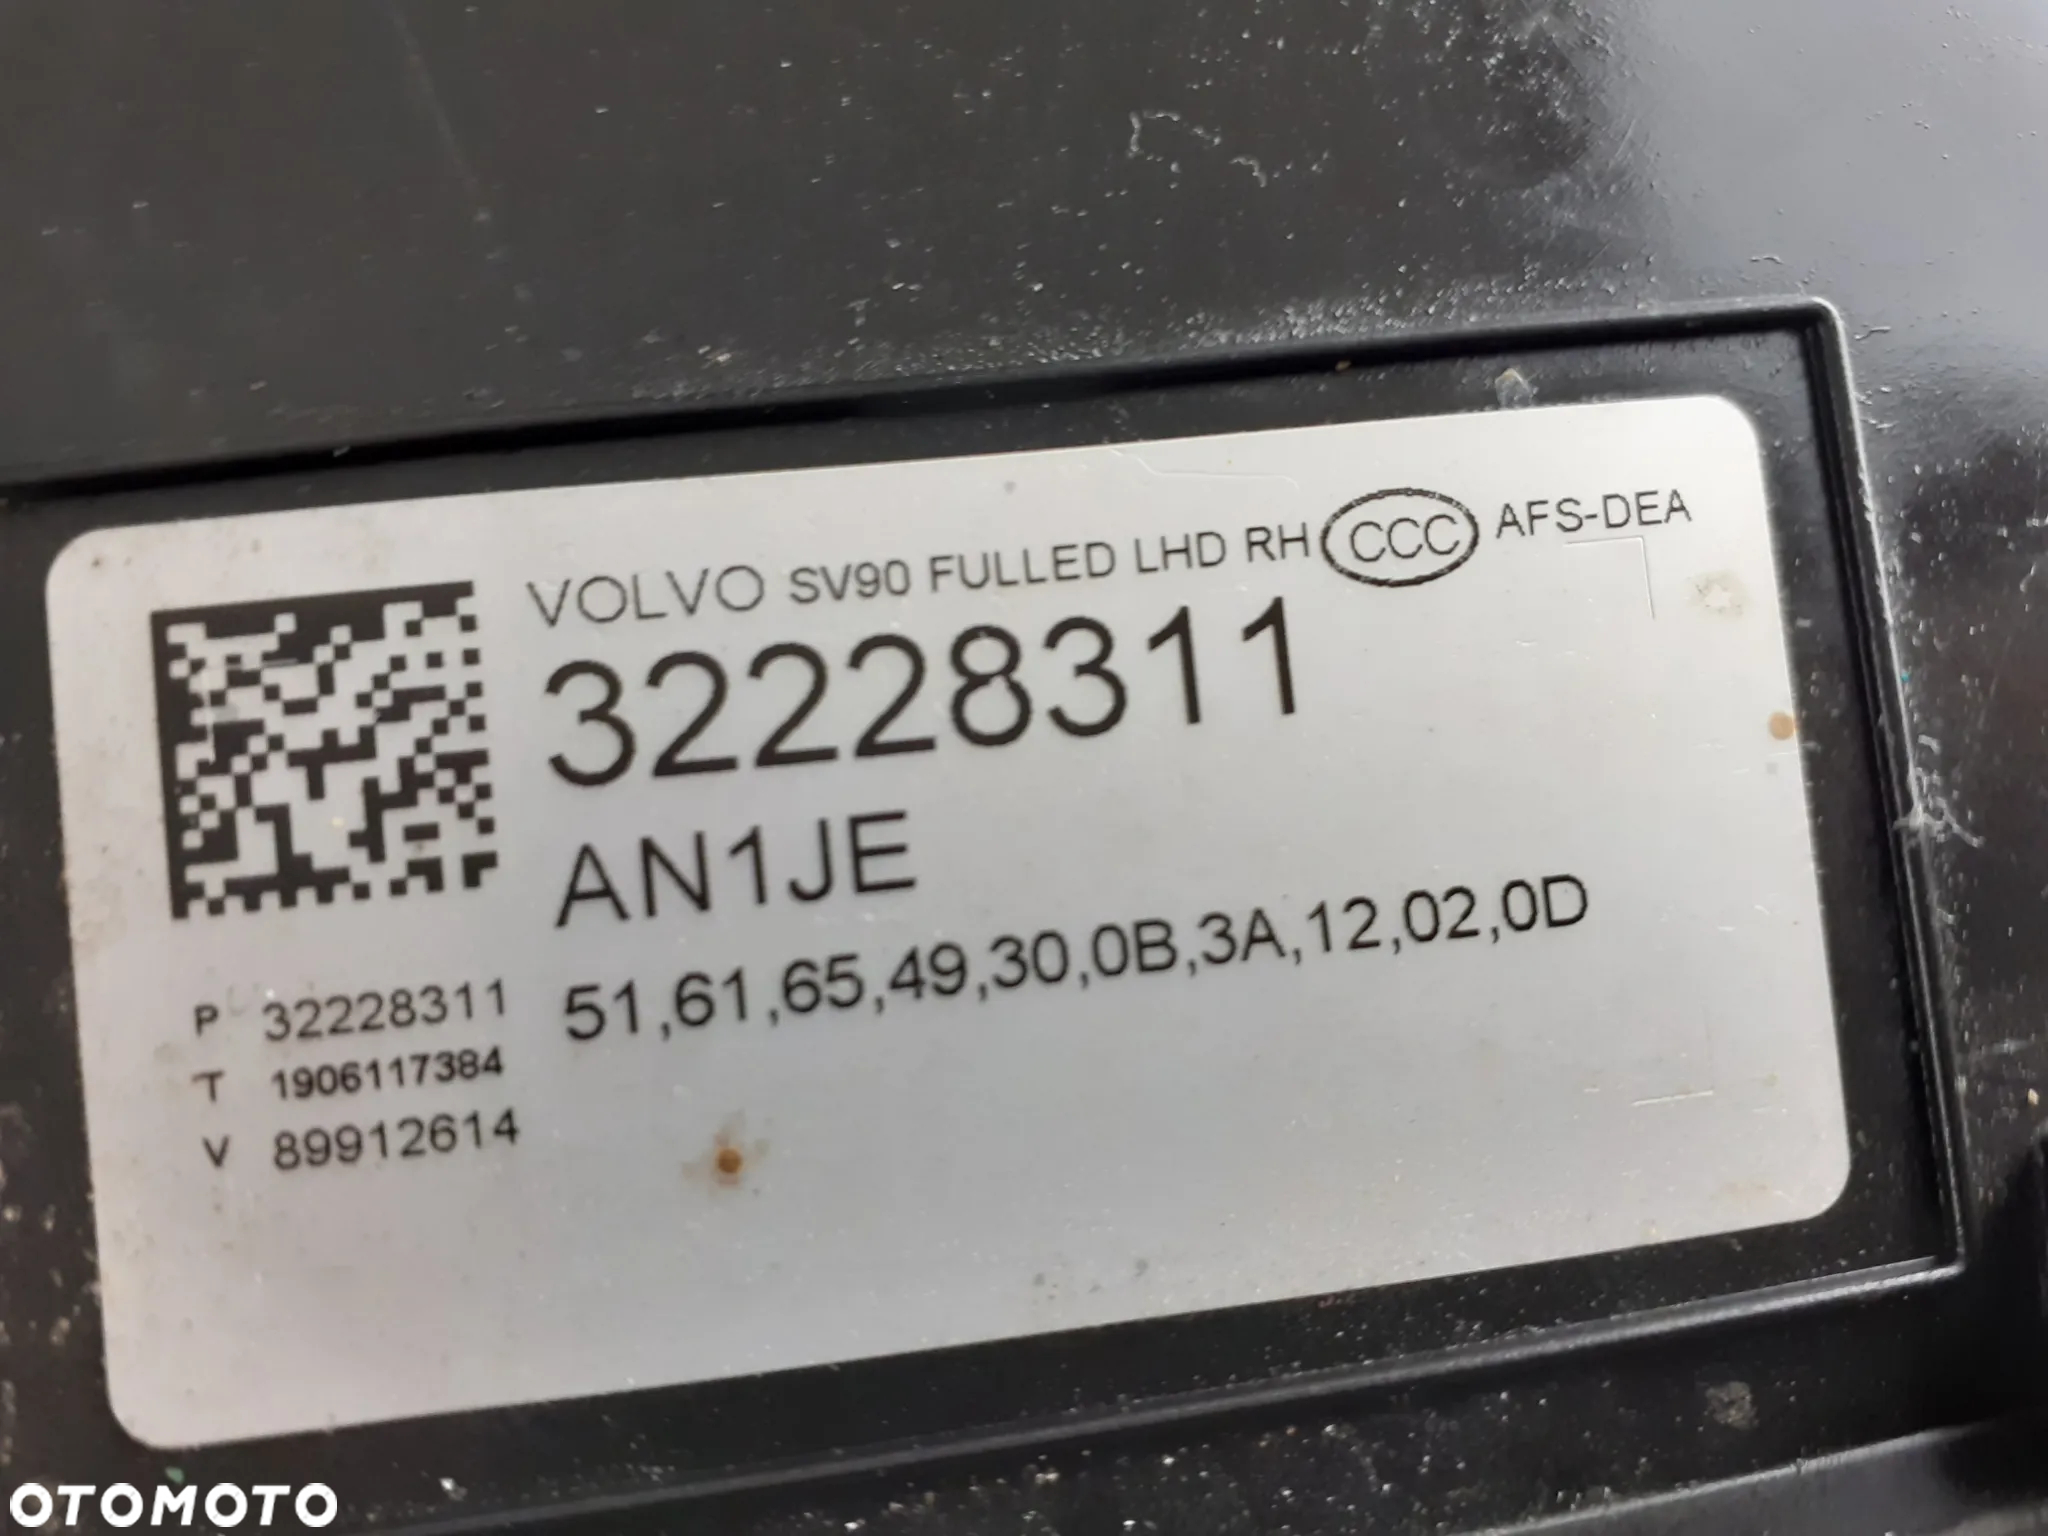 VOLVO SV90 FULLED LHD RH CCC AFS-DEA
32228311
AN1JE
51,61,65,49,30,0B,3A,12,02,0D
P 32228311
T 1906117384
V 89912614
OTOMOTO